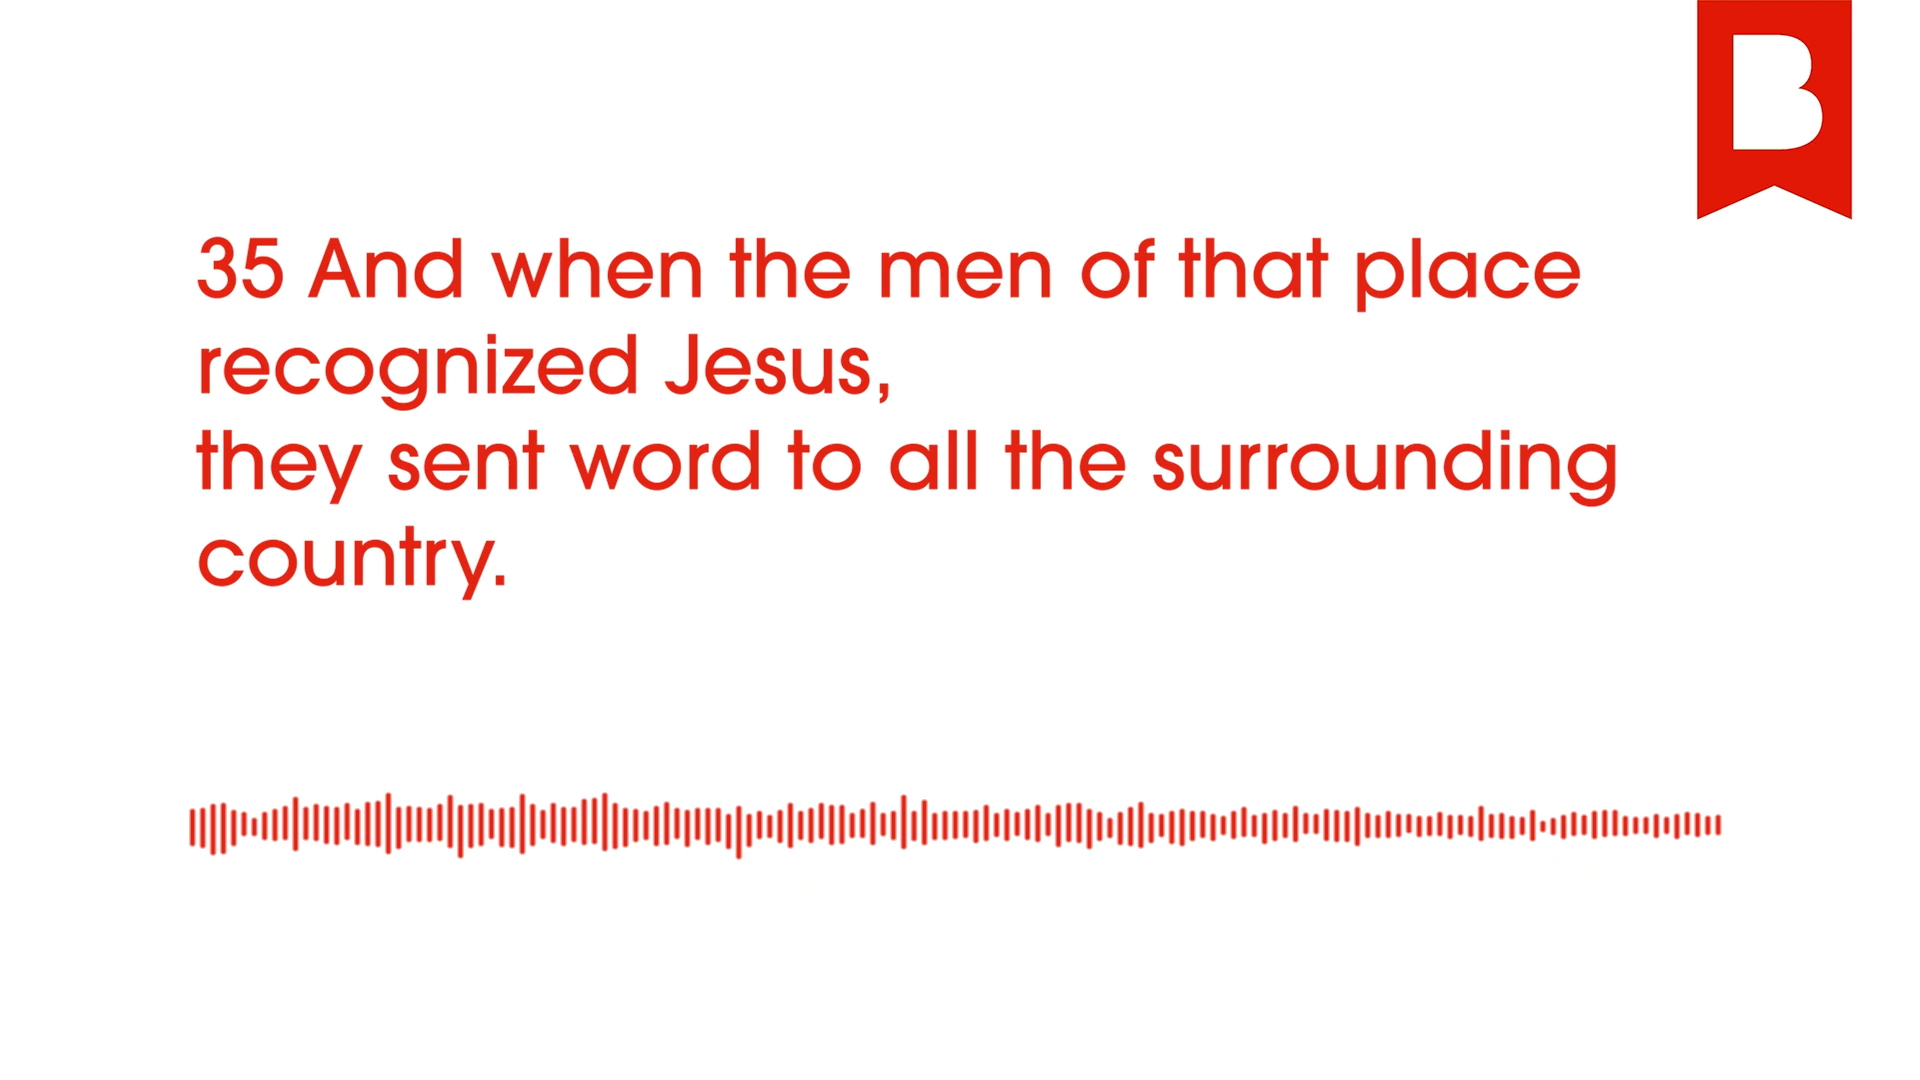 B
35 And when the men of that place
recognized Jesus,
they sent word to all the surrounding
country.